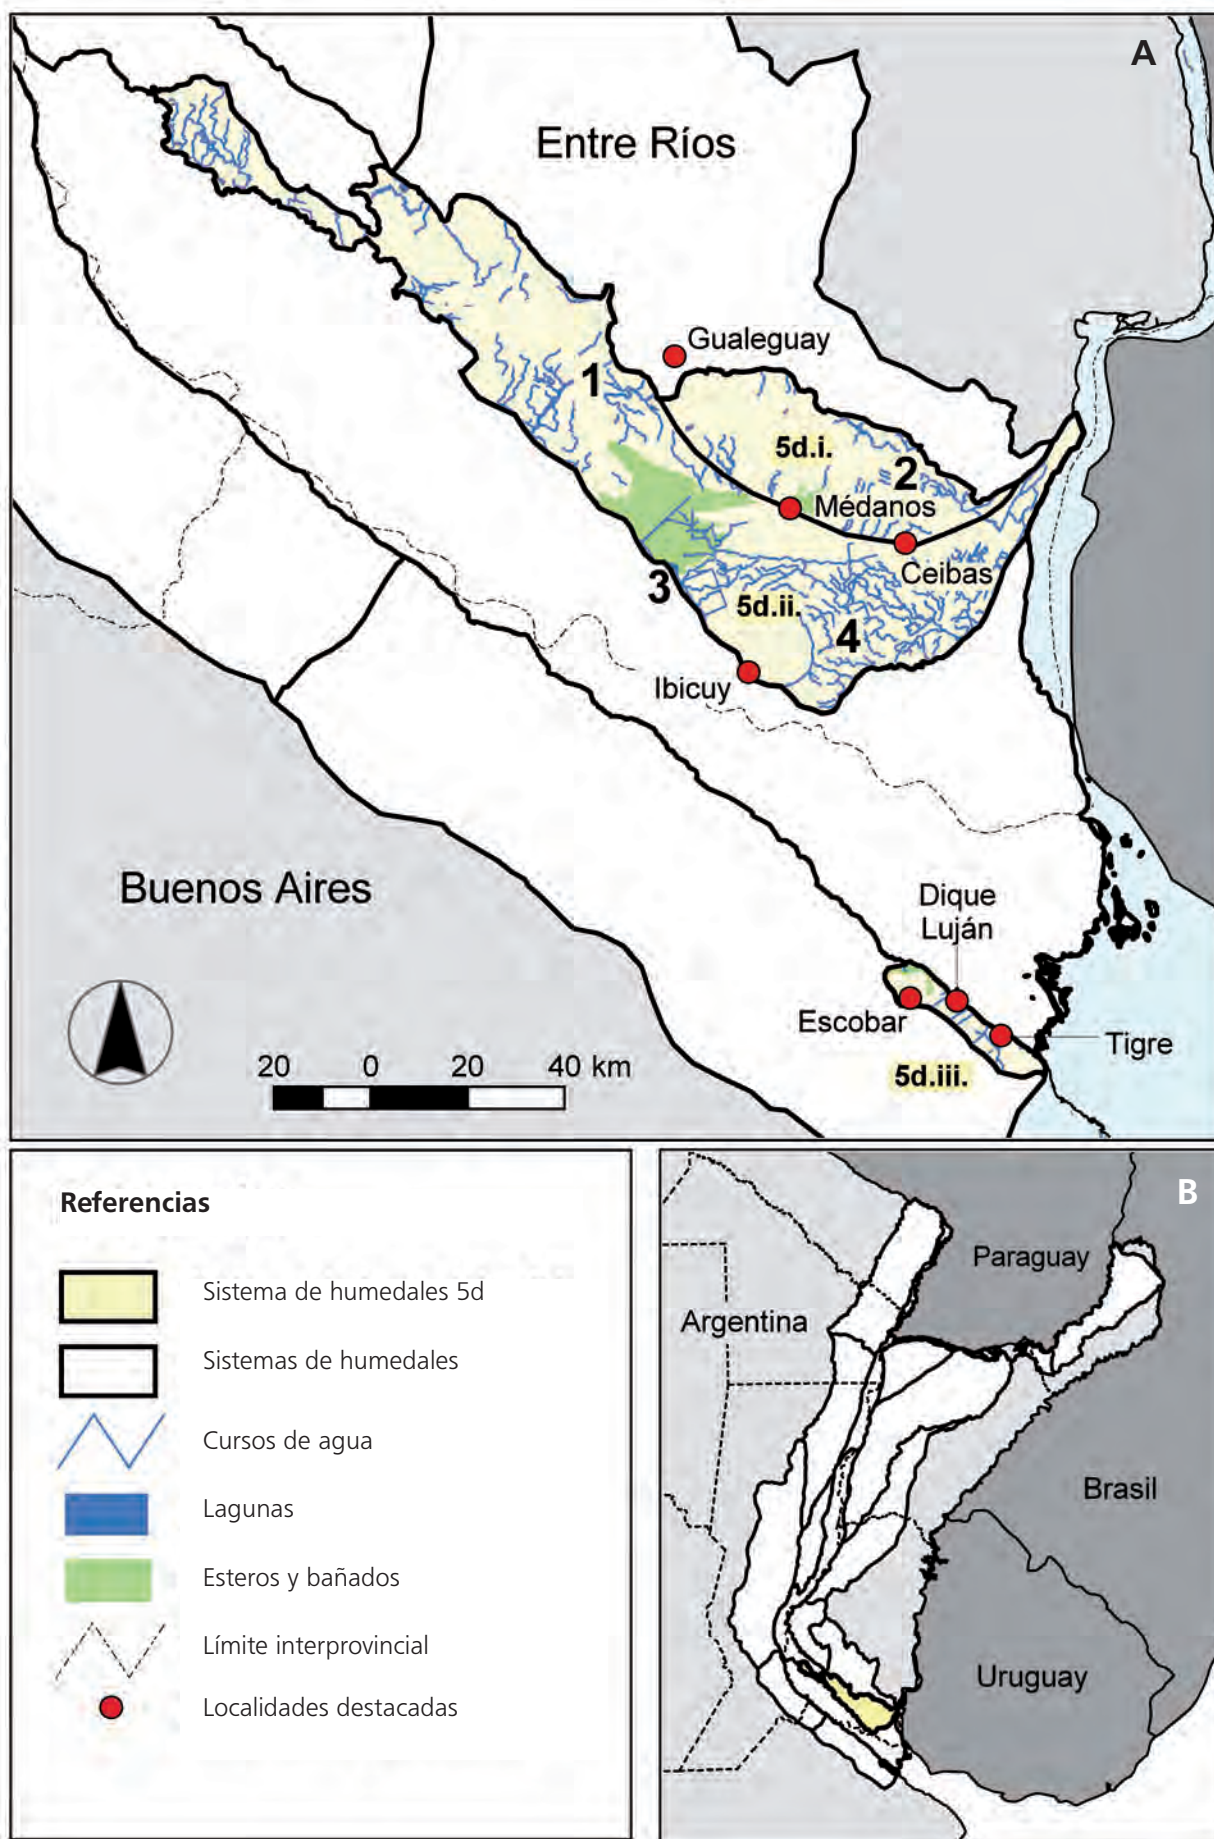 A
Entre Ríos
Gualeguay
1
5d.i.
2
Médanos
Ceibas
3
5d.ii.
4
Ibicuy
Buenos Aires
Dique
Luján
Escobar
Tigre
5d.iii.
20 0 20 40 km
Referencias
Sistema de humedales 5d
Sistemas de humedales
Cursos de agua
Lagunas
Esteros y bañados
Límite interprovincial
Localidades destacadas
B
Paraguay
Argentina
Brasil
Uruguay